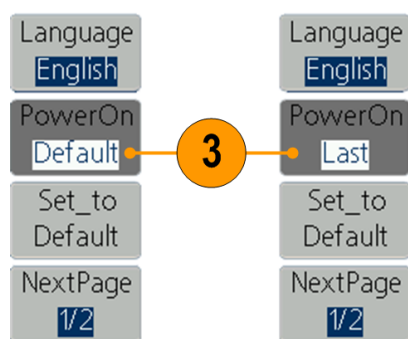 Language
English
PowerOn
Default
Set_to
Default
NextPage
1/2
3
Language
English
PowerOn
Last
Set_to
Default
NextPage
1/2